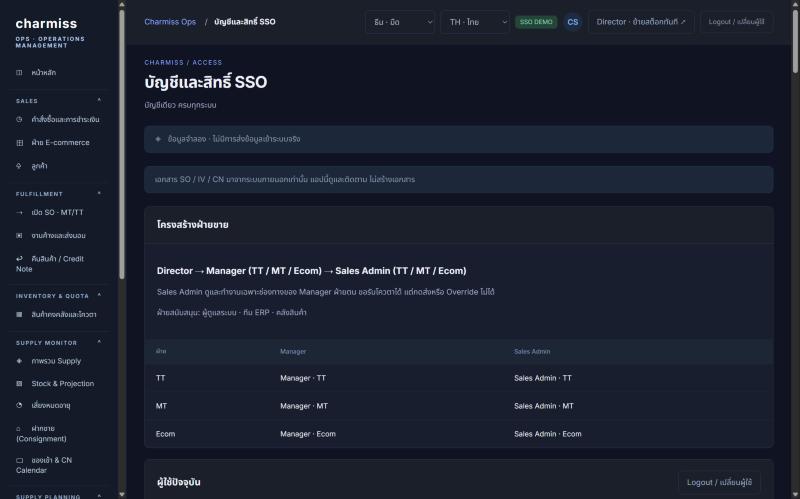 charmiss
OPS · OPERATIONS
MANAGEMENT
หน้าหลัก
SALES
คำสั่งซื้อและการชำระเงิน
ฝ่าย E-commerce
ลูกค้า
FULFILLMENT
เปิด SO · MT/TT
งานค้างและส่งมอบ
คืนสินค้า / Credit
Note
INVENTORY & QUOTA
สินค้าคงคลังและโควตา
SUPPLY MONITOR
ภาพรวม Supply
Stock & Projection
เสี่ยงหมดอายุ
ฝากขาย
(Consignment)
ของเข้า & CN
Calendar
SUPPLY PLANNING
Charmiss Ops / บัญชีและสิทธิ์ SSO
ธีม · มืด
TH · ไทย
SSO DEMO
CS
Director · ย้ายสต็อกทันที ↗
Logout / เปลี่ยนผู้ใช้
CHARMISS / ACCESS
บัญชีและสิทธิ์ SSO
บัญชีเดียว ครบทุกระบบ
ข้อมูลจำลอง · ไม่มีการส่งข้อมูลเข้าระบบจริง
เอกสาร SO / IV / CN มาจากระบบภายนอกเท่านั้น แอปนี้ดูและติดตาม ไม่สร้างเอกสาร
โครงสร้างฝ่ายขาย
Director → Manager (TT / MT / Ecom) → Sales Admin (TT / MT / Ecom)
Sales Admin ดูและทำงานเฉพาะช่องทางของ Manager ฝ่ายตน ขอรับโควตาได้ แต่กดส่งหรือ Override ไม่ได้
ฝ่ายสนับสนุน: ผู้ดูแลระบบ · ทีม ERP · คลังสินค้า
ฝ่าย Manager Sales Admin
TT Manager · TT Sales Admin · TT
MT Manager · MT Sales Admin · MT
Ecom Manager · Ecom Sales Admin · Ecom
ผู้ใช้ปัจจุบัน
Logout / เปลี่ยนผู้ใช้